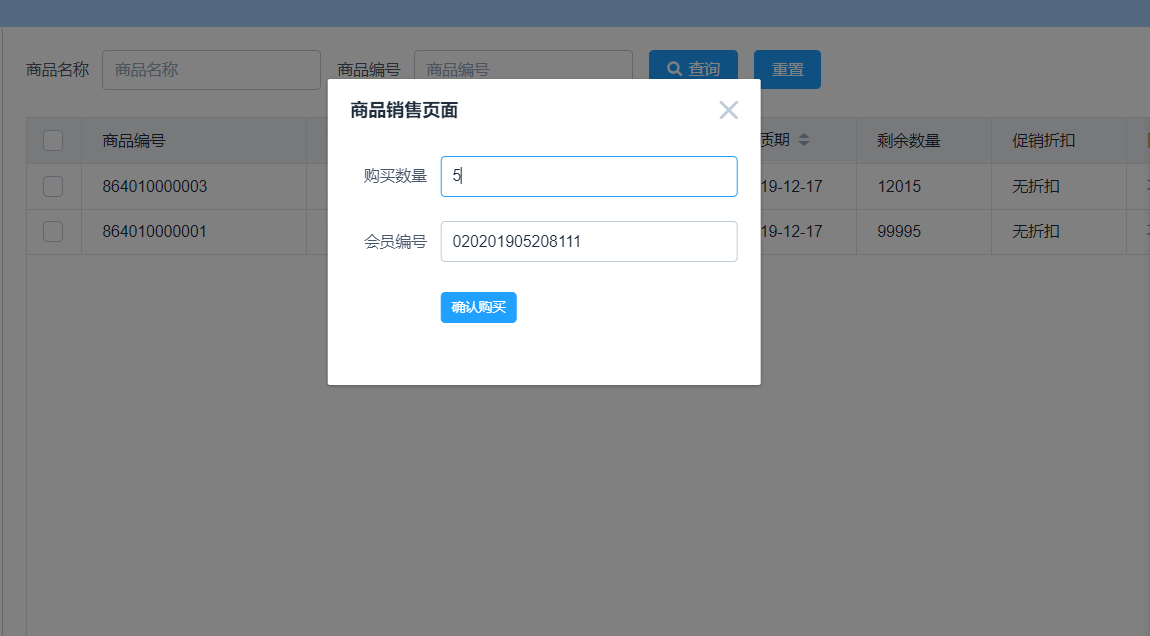 商品名称 商品名称 商品编号 商品编号 查询 重置
商品销售页面
商品编号 质期 剩余数量 促销折扣
购买数量 5
864010000003 19-12-17 12015 无折扣
864010000001 19-12-17 99995 无折扣
会员编号 020201905208111
确认购买